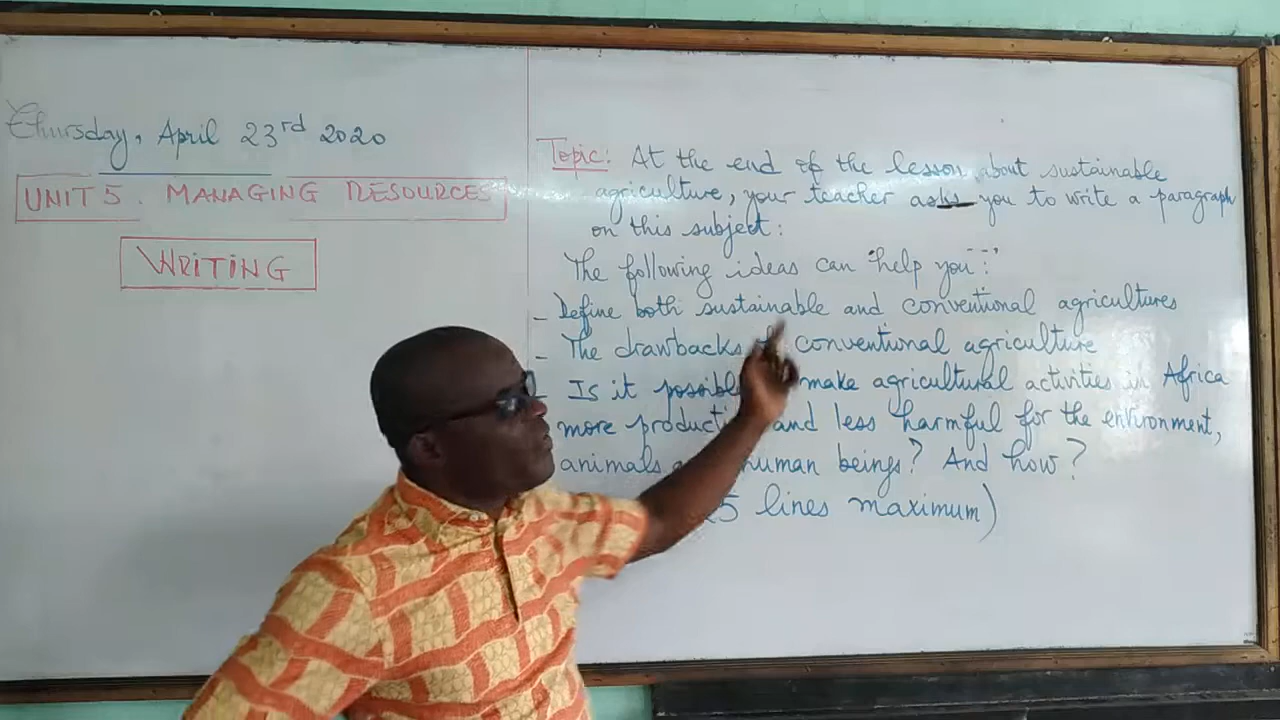 Thursday, April 23rd 2020
UNIT 5. MANAGING RESOURCES
WRITING
Topic: At the end of the lesson about sustainable
agriculture, your teacher asks you to write a paragraph
on this subject:
The following ideas can help you:
- Define both sustainable and conventional agricultures
- The drawbacks conventional agriculture
- Is it possible make agricultural activities in Africa
more and less harmful for the environment,
animals human beings? And how?
5 lines maximum)